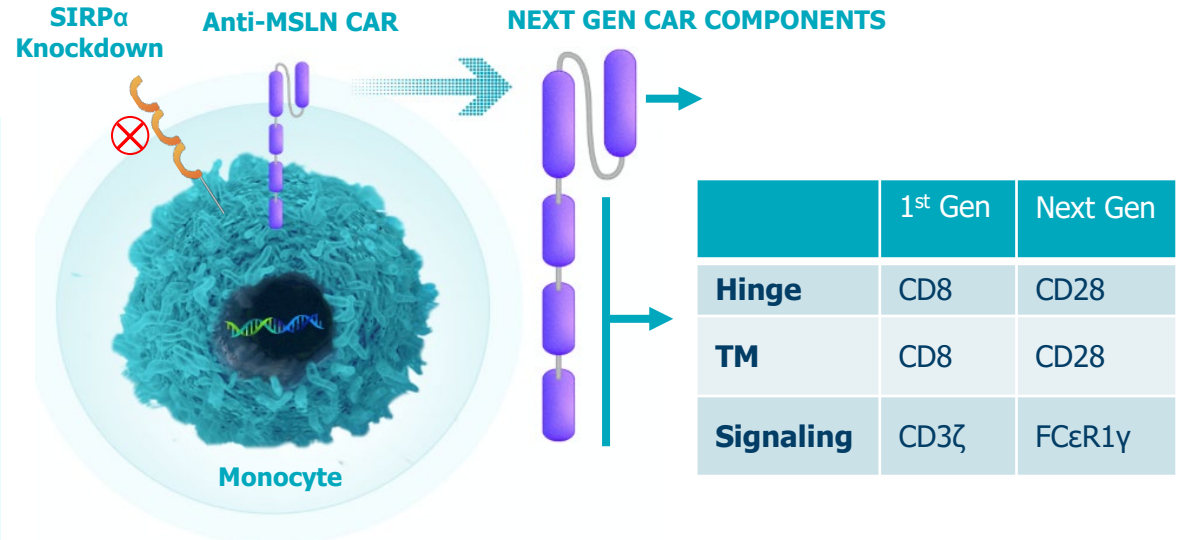 SIRPα
Knockdown
Anti-MSLN CAR
NEXT GEN CAR COMPONENTS
Monocyte
1st Gen Next Gen
Hinge CD8 CD28
TM CD8 CD28
Signaling CD3ζ FCεR1γ